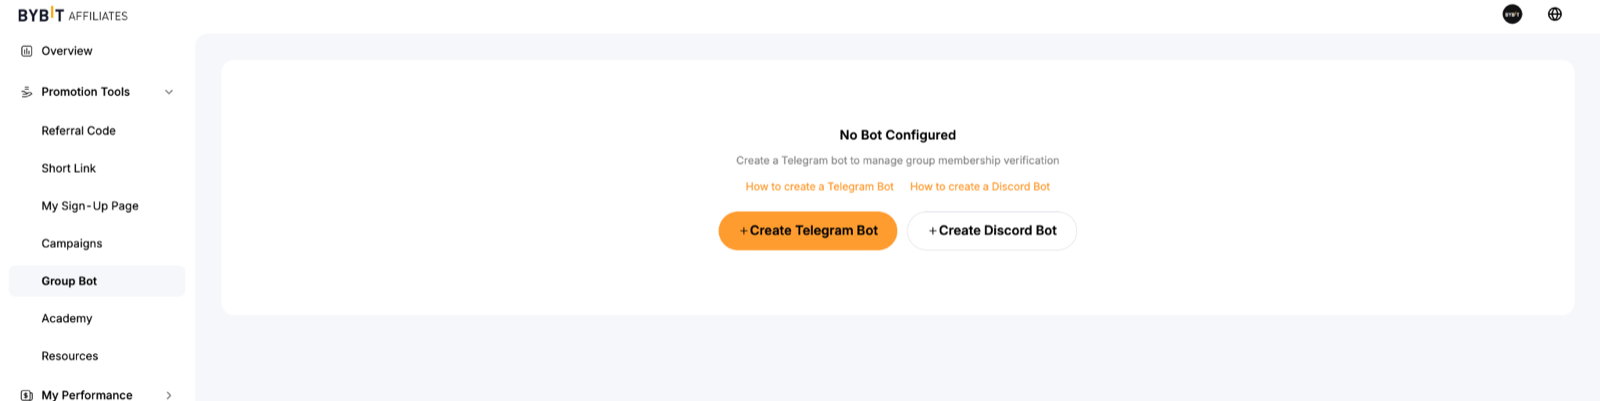 BYBIT AFFILIATES
Overview
Promotion Tools
Referral Code
Short Link
My Sign-Up Page
Campaigns
Group Bot
Academy
Resources
My Performance
No Bot Configured
Create a Telegram bot to manage group membership verification
How to create a Telegram Bot How to create a Discord Bot
+Create Telegram Bot +Create Discord Bot